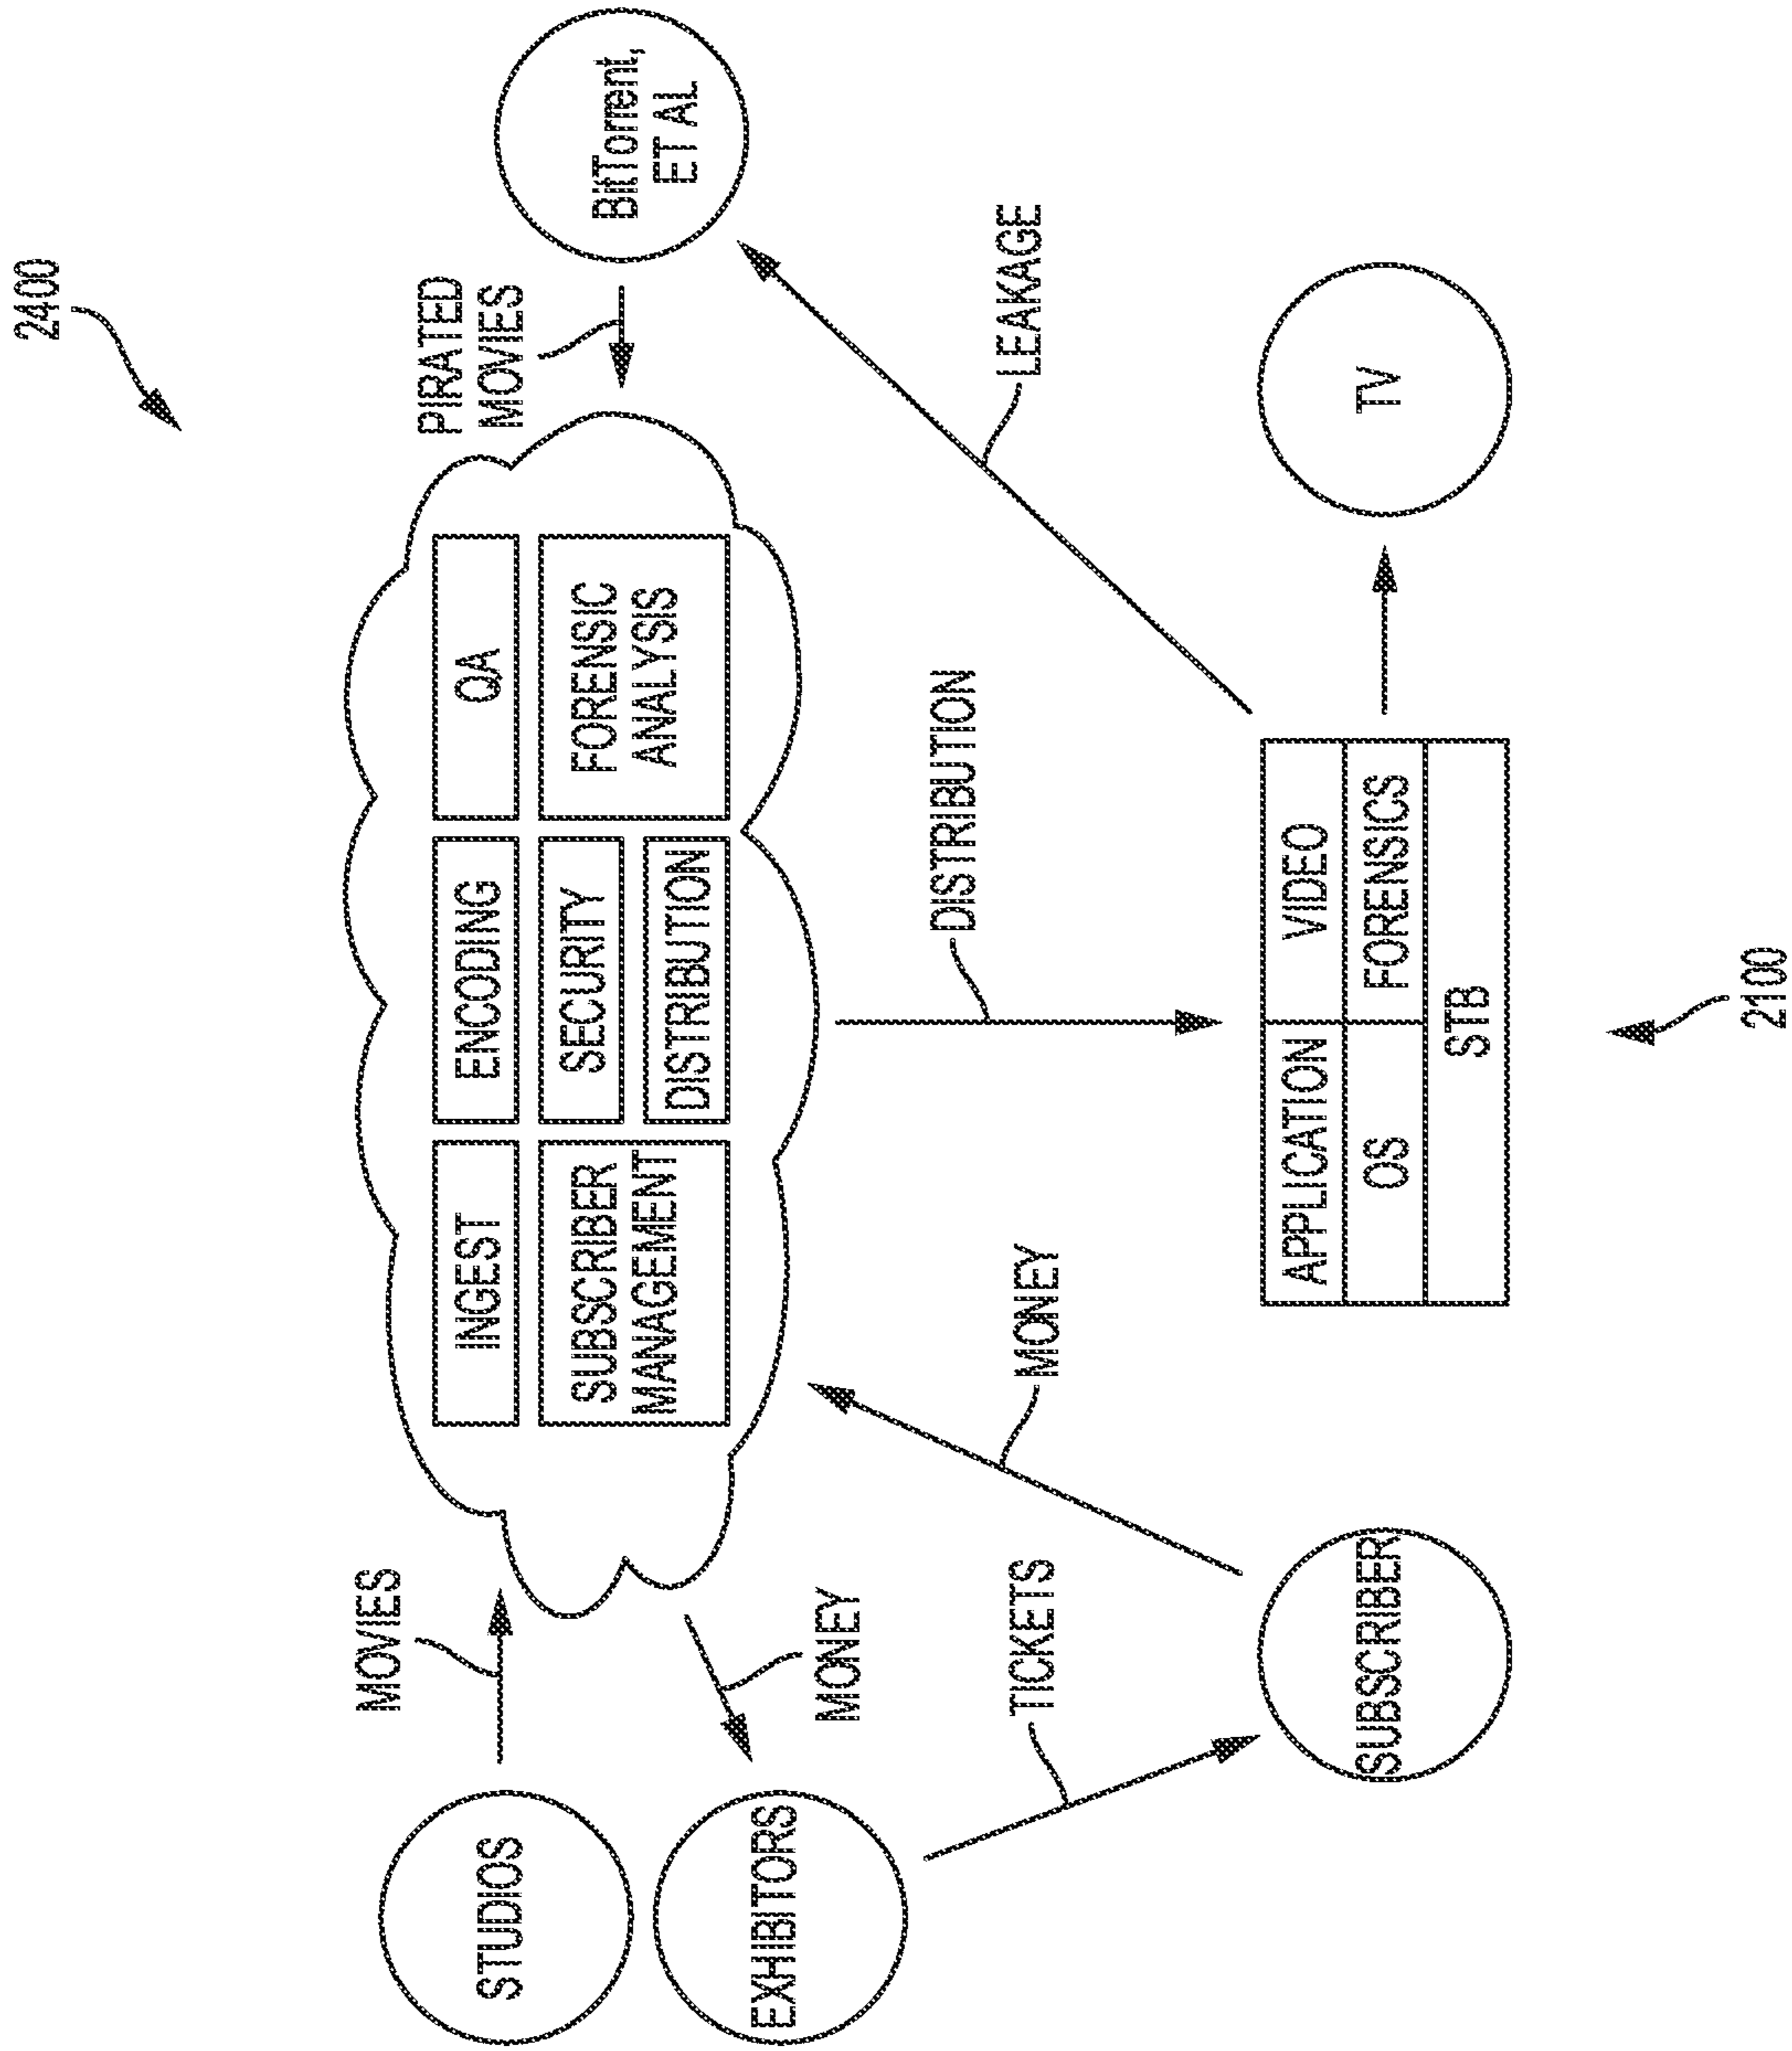 2400
STUDIOS
MOVIES
EXHIBITORS
MONEY
INGEST
ENCODING
QA
SUBSCRIBER
MANAGEMENT
SECURITY
DISTRIBUTION
FORENSIC
ANALYSIS
PIRATED
MOVIES
BitTorrent,
ET AL
TICKETS
MONEY
DISTRIBUTION
LEAKAGE
SUBSCRIBER
APPLICATION
VIDEO
OS
FORENSICS
STB
TV
2100